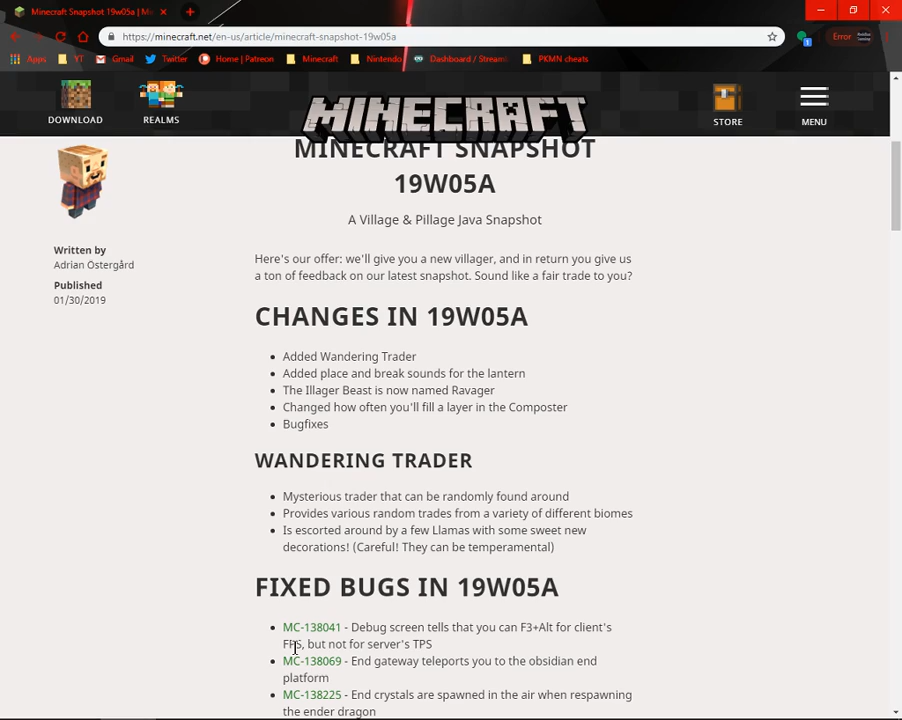 Minecraft Snapshot 19w05a | Mi
https://minecraft.net/en-us/article/minecraft-snapshot-19w05a
Error
Apps
YT
Gmail
Twitter
Home | Patreon
Minecraft
Nintendo
Dashboard / Streaml
PKMN cheats
DOWNLOAD
REALMS
MINECRAFT
STORE
MENU
MINECRAFT SNAPSHOT
19W05A
A Village & Pillage Java Snapshot
Written by
Adrian Östergård
Published
01/30/2019
Here's our offer: we'll give you a new villager, and in return you give us
a ton of feedback on our latest snapshot. Sound like a fair trade to you?
CHANGES IN 19W05A
Added Wandering Trader
Added place and break sounds for the lantern
The Illager Beast is now named Ravager
Changed how often you'll fill a layer in the Composter
Bugfixes
WANDERING TRADER
Mysterious trader that can be randomly found around
Provides various random trades from a variety of different biomes
Is escorted around by a few Llamas with some sweet new
decorations! (Careful! They can be temperamental)
FIXED BUGS IN 19W05A
MC-138041 - Debug screen tells that you can F3+Alt for client's
FPS, but not for server's TPS
MC-138069 - End gateway teleports you to the obsidian end
platform
MC-138225 - End crystals are spawned in the air when respawning
the ender dragon